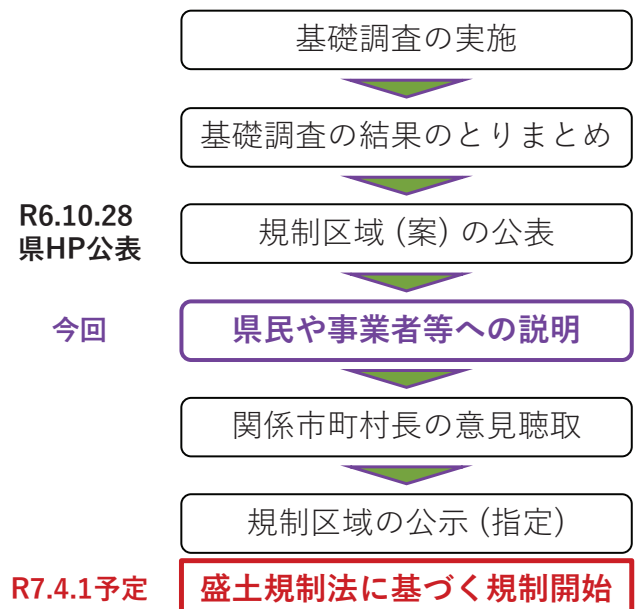 基礎調査の実施
基礎調査の結果のとりまとめ
R6.10.28
県HP公表
規制区域 (案) の公表
今回
県民や事業者等への説明
関係市町村長の意見聴取
規制区域の公示 (指定)
R7.4.1予定
盛土規制法に基づく規制開始